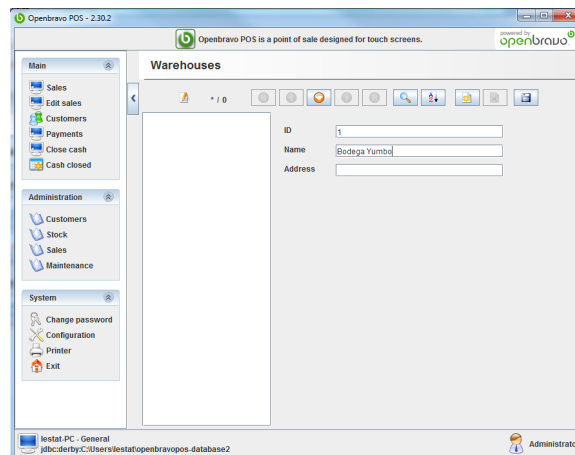 Openbravo POS - 2.30.2
Openbravo POS is a point of sale designed for touch screens.
powered by
openbravo
Main
Sales
Edit sales
Customers
Payments
Close cash
Cash closed
Administration
Customers
Stock
Sales
Maintenance
System
Change password
Configuration
Printer
Exit
Warehouses
* / 0
ID
1
Name
Bodega Yumbo
Address
lestat-PC - General
jdbc:derby:C:\Users\lestat\openbravopos-database2
Administrato